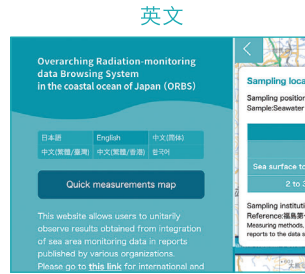 英文
Overarching Radiation-monitoring
data Browsing System
in the coastal ocean of Japan (ORBS)
日本語 English 中文(简体)
中文(繁體/臺灣) 中文(繁體/香港) 한국어
Quick measurements map
This website allows users to unitarily
observe results obtained from integration
of sea area monitoring data in reports
published by various organizations.
Please go to this link for international and
Sampling loca
Sampling position
Sample:Seawater
Sea surface to
2 to 3
Sampling instituti
Reference:福島第一
Measuring methods,
reports to the data s